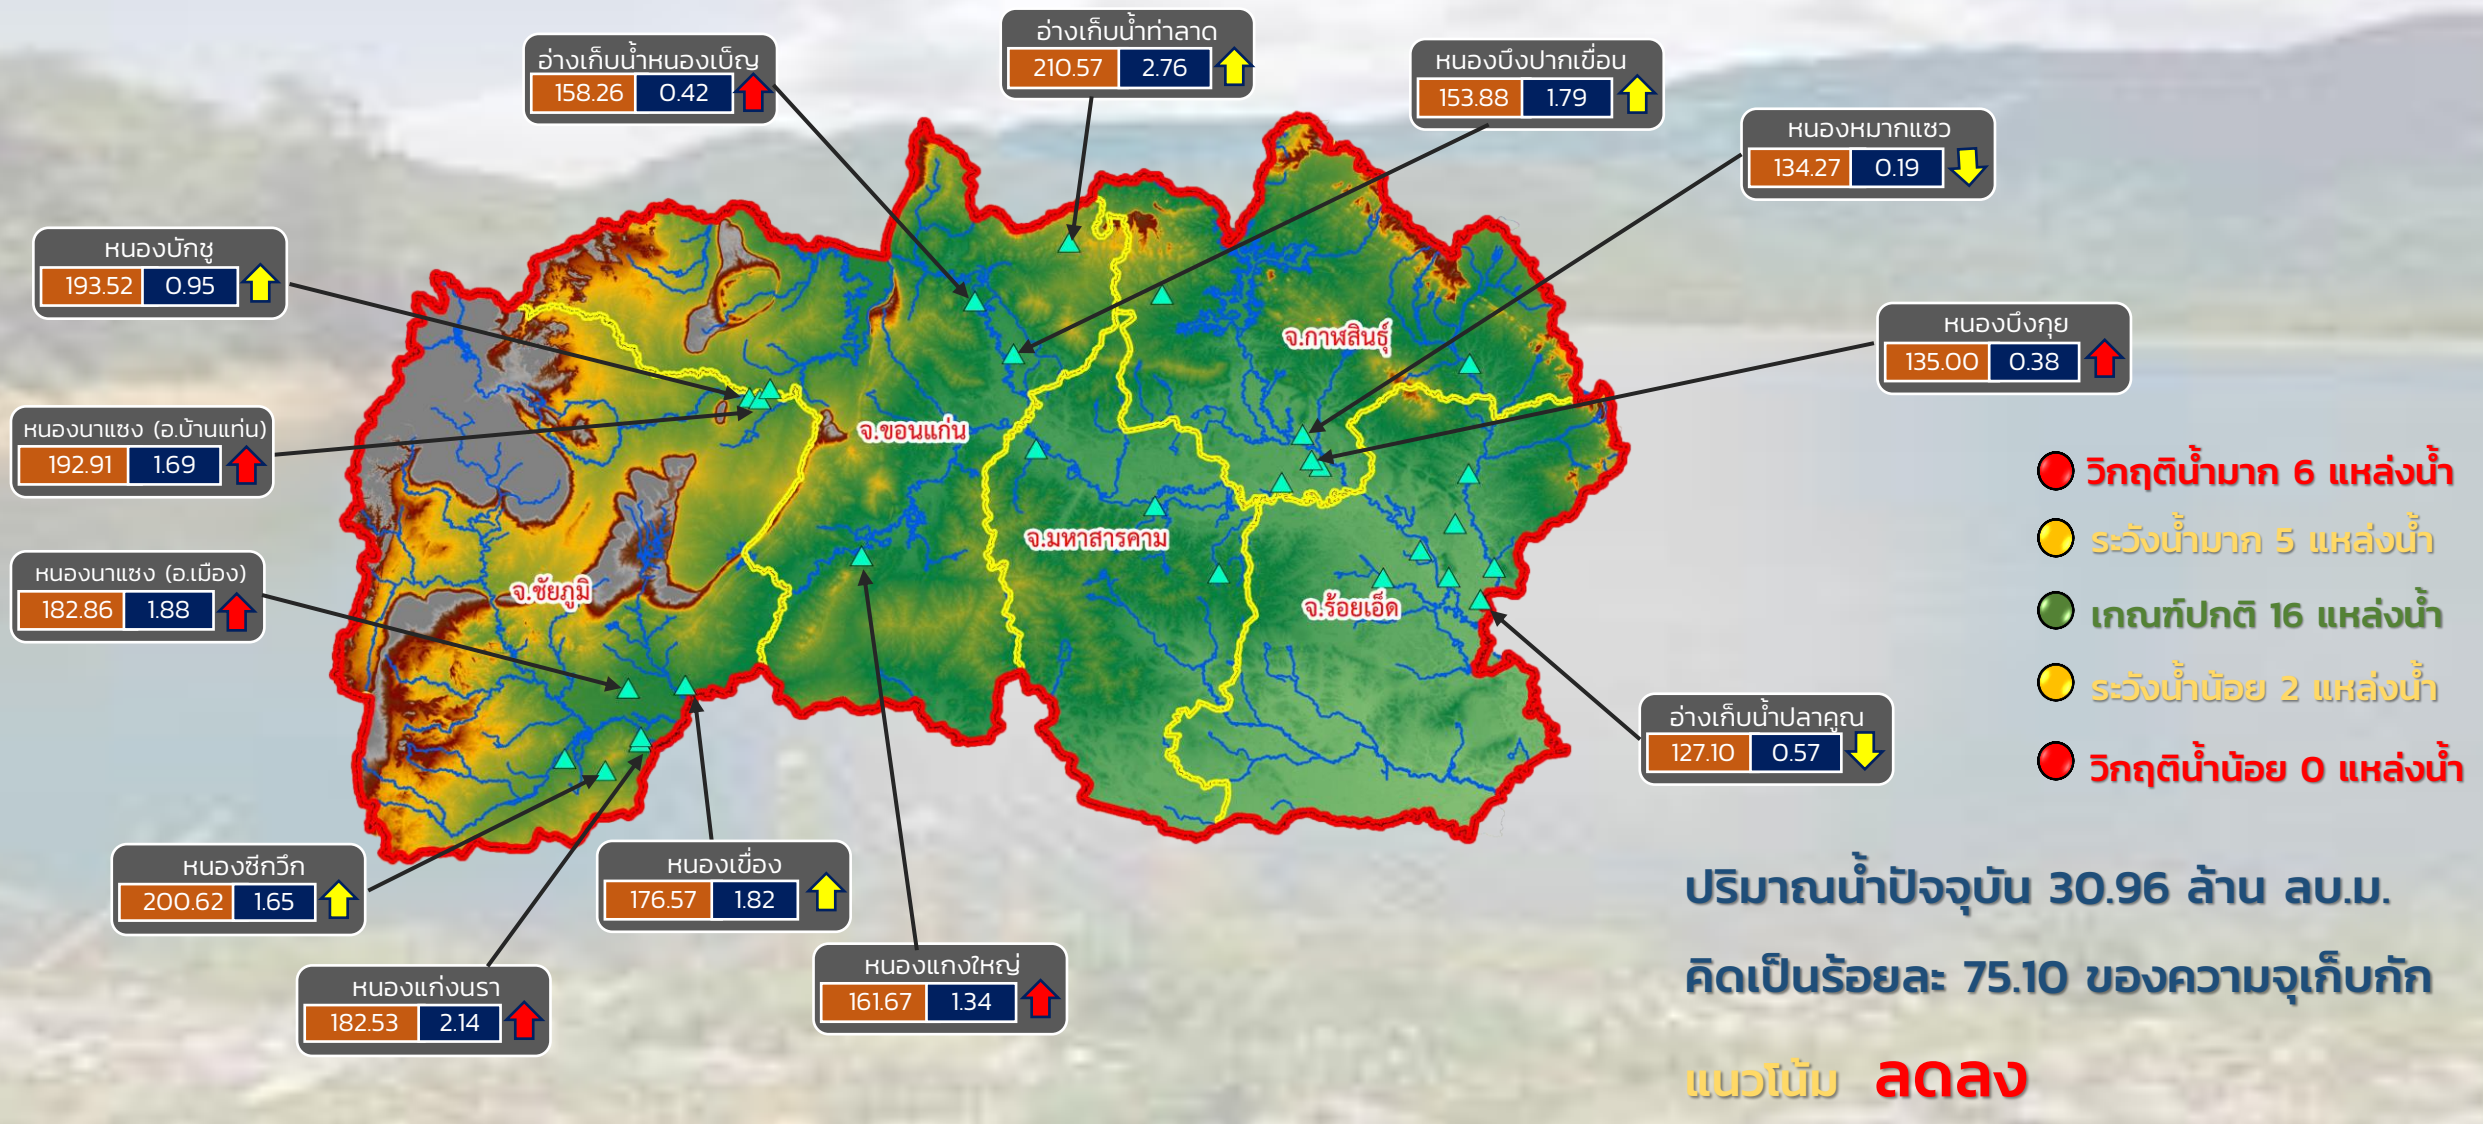 อ่างเก็บน้ำท่าลาด
210.57 2.76
อ่างเก็บน้ำหนองเบ็ญ
158.26 0.42
หนองบึงปากเขื่อน
153.88 1.79
หนองหมากแซว
134.27 0.19
หนองบักซู
193.52 0.95
หนองบึงกุย
135.00 0.38
จ.กาฬสินธุ์
หนองนาแซง (อ.บ้านแท่น)
192.91 1.69
จ.ขอนแก่น
วิกฤติน้ำมาก 6 แหล่งน้ำ
ระวังน้ำมาก 5 แหล่งน้ำ
จ.มหาสารคาม
หนองนาแซง (อ.เมือง)
182.86 1.88
จ.ชัยภูมิ
จ.ร้อยเอ็ด
เกณฑ์ปกติ 16 แหล่งน้ำ
ระวังน้ำน้อย 2 แหล่งน้ำ
อ่างเก็บน้ำปลาคูณ
127.10 0.57
วิกฤติน้ำน้อย 0 แหล่งน้ำ
หนองซีกวึก
200.62 1.65
หนองเขื่อง
176.57 1.82
ปริมาณน้ำปัจจุบัน 30.96 ล้าน ลบ.ม.
หนองแก่งนรา
182.53 2.14
หนองแกงใหญ่
161.67 1.34
คิดเป็นร้อยละ 75.10 ของความจุเก็บกัก
แนวโน้ม ลดลง